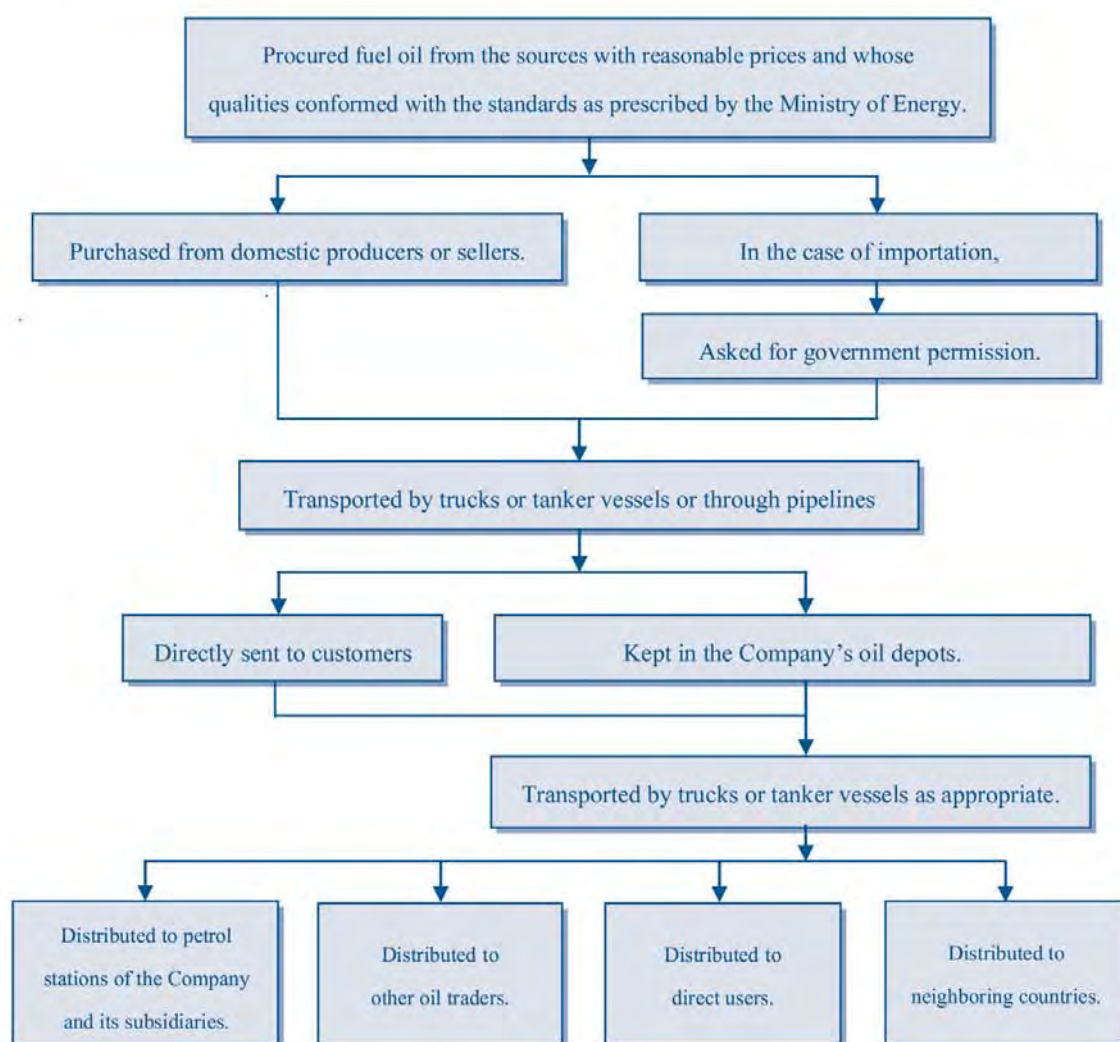 Procured fuel oil from the sources with reasonable prices and whose
qualities conformed with the standards as prescribed by the Ministry of Energy.
Purchased from domestic producers or sellers.
In the case of importation,
Asked for government permission.
Transported by trucks or tanker vessels or through pipelines
Directly sent to customers
Kept in the Company’s oil depots.
Transported by trucks or tanker vessels as appropriate.
Distributed to petrol
stations of the Company
and its subsidiaries.
Distributed to
other oil traders.
Distributed to
direct users.
Distributed to
neighboring countries.